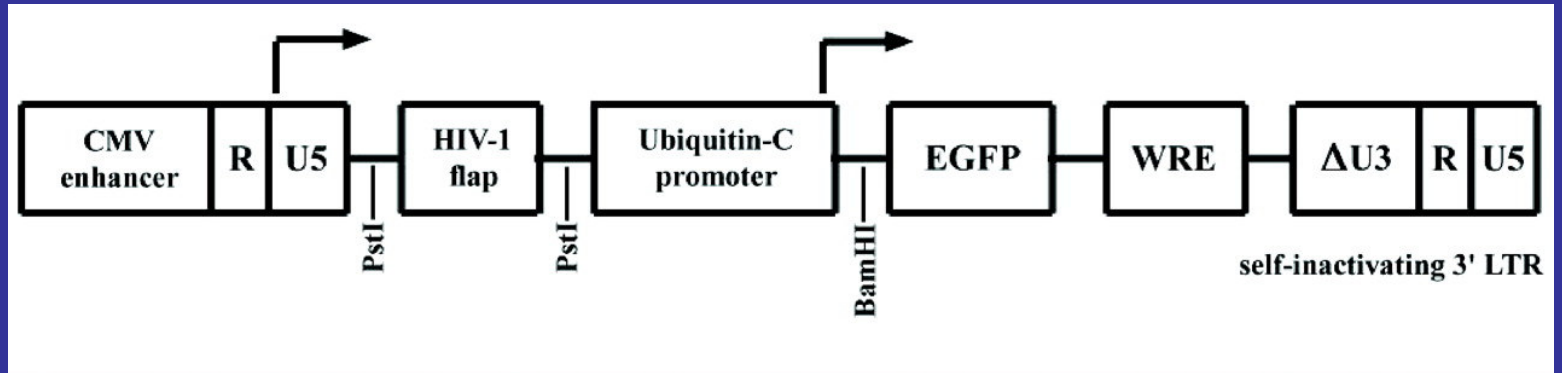 CMV
enhancer
R
U5
HIV-1
flap
Ubiquitin-C
promoter
EGFP
WRE
ΔU3
R
U5
PstI
PstI
BamHI
self-inactivating 3' LTR